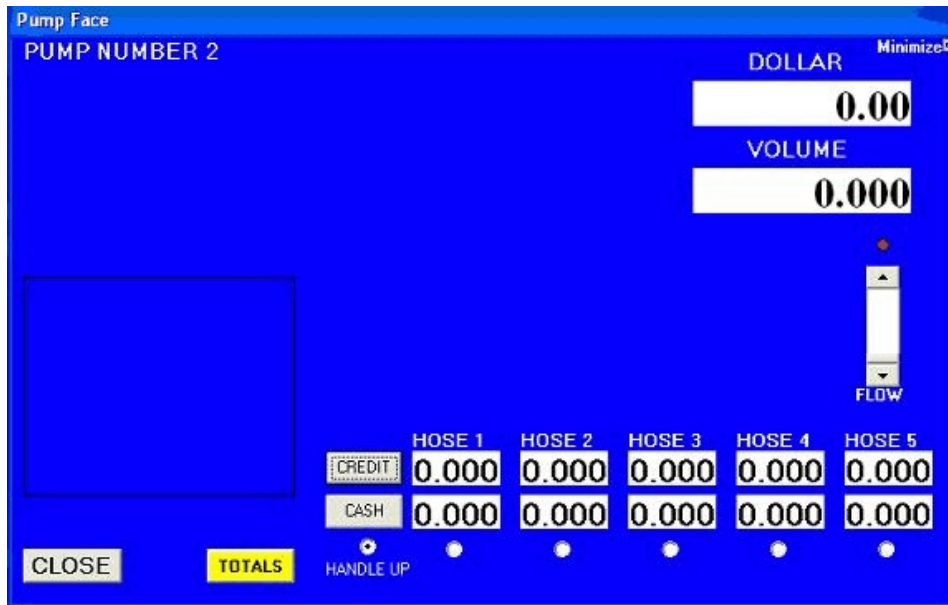 Pump Face
PUMP NUMBER 2
Minimize
DOLLAR
0.00
VOLUME
0.000
FLOW
HOSE 1 HOSE 2 HOSE 3 HOSE 4 HOSE 5
CREDIT 0.000 0.000 0.000 0.000 0.000
CASH 0.000 0.000 0.000 0.000 0.000
HANDLE UP
CLOSE TOTALS